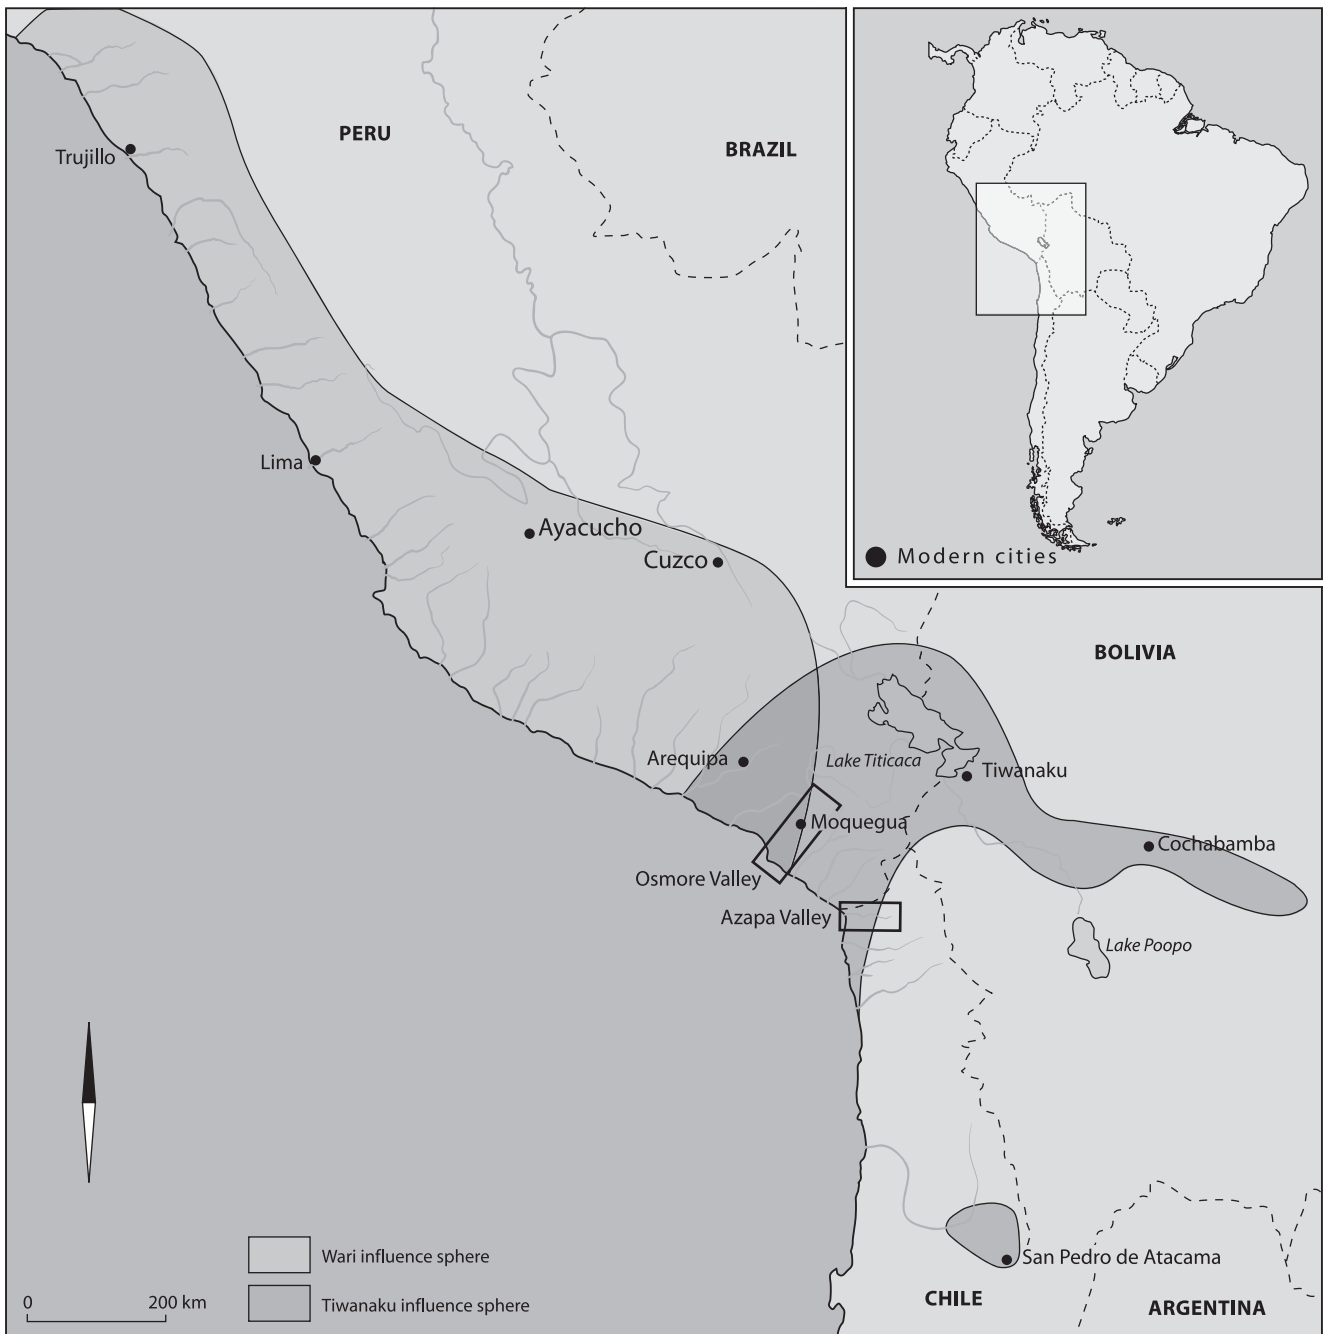 PERU
BRAZIL
Trujillo
Lima
Ayacucho
Cuzco
Modern cities
BOLIVIA
Arequipa
Lake Titicaca
Tiwanaku
Moquegua
Cochabamba
Osmore Valley
Azapa Valley
Lake Poopo
San Pedro de Atacama
Wari influence sphere
Tiwanaku influence sphere
0 200 km
CHILE
ARGENTINA